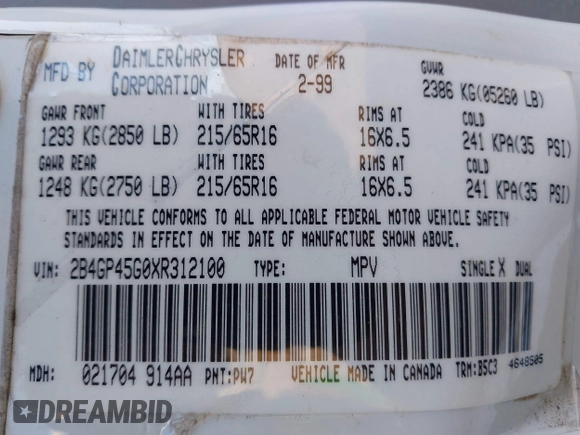 MFD BY DAIMLERCHRYSLER CORPORATION DATE OF MFR 2-99 GVWR 2386 KG(05260 LB)
GAWR FRONT WITH TIRES RIMS AT COLD
1293 KG(2850 LB) 215/65R16 16X6.5 241 KPA(35 PSI)
GAWR REAR WITH TIRES RIMS AT COLD
1248 KG(2750 LB) 215/65R16 16X6.5 241 KPA(35 PSI)
THIS VEHICLE CONFORMS TO ALL APPLICABLE FEDERAL MOTOR VEHICLE SAFETY
STANDARDS IN EFFECT ON THE DATE OF MANUFACTURE SHOWN ABOVE.
VIN: 2B4GP45G0XR312100 TYPE: MPV SINGLE X DUAL
MDH: 021704 914AA PNT: PW7 VEHICLE MADE IN CANADA TRM:B5C3 4648505
DREAMBID